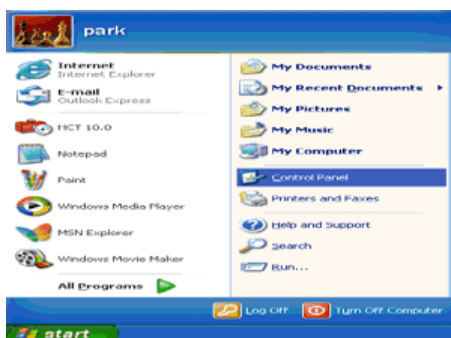 park
Internet
Internet Explorer
E-mail
Outlook Express
HCT 10.0
Notepad
Paint
Windows Media Player
MSN Explorer
Windows Movie Maker
All Programs
My Documents
My Recent Documents
My Pictures
My Music
My Computer
Control Panel
Printers and Faxes
Help and Support
Search
Run...
Log Off
Turn Off Computer
start